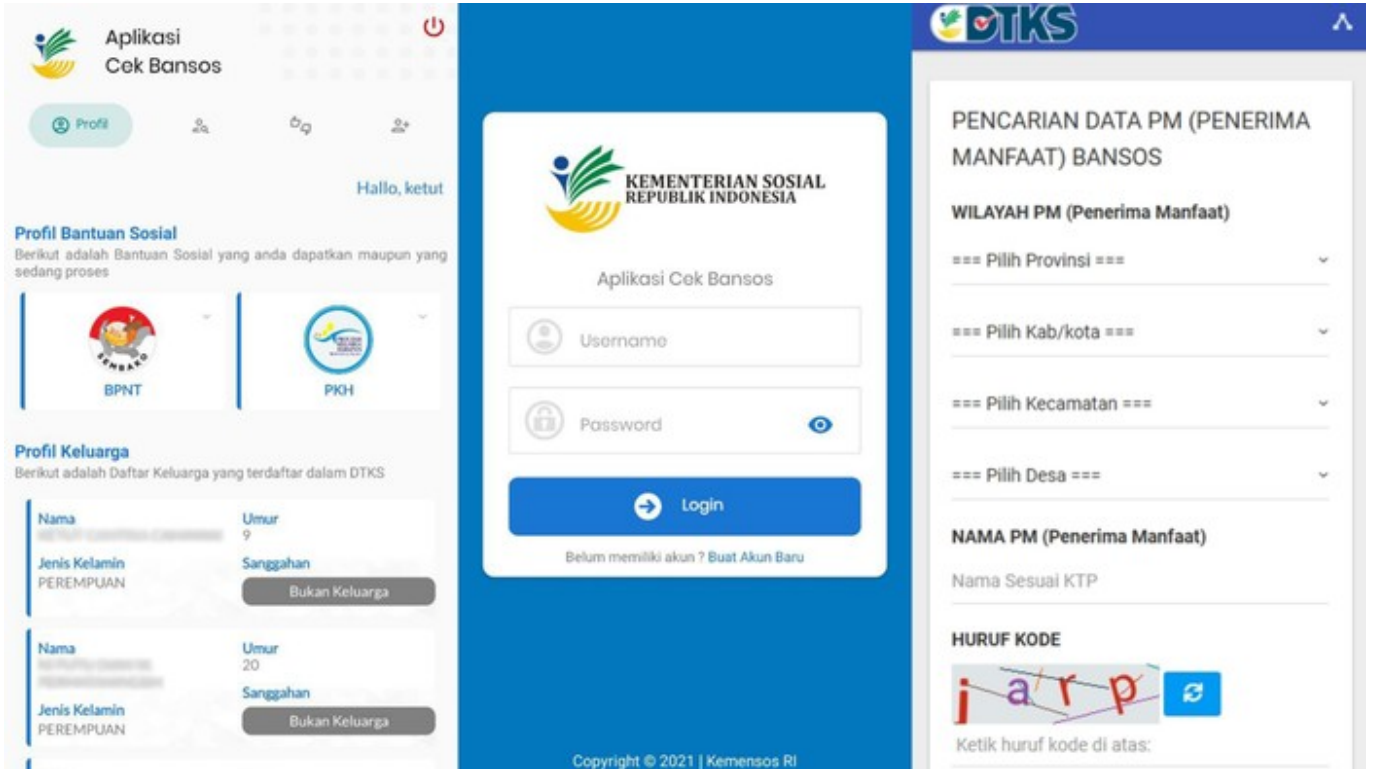 Aplikasi
Cek Bansos
Profil
Hallo, ketut
Profil Bantuan Sosial
Berikut adalah Bantuan Sosial yang anda dapatkan maupun yang
sedang proses
SEMBAKO
BPNT
PKH
Profil Keluarga
Berikut adalah Daftar Keluarga yang terdaftar dalam DTKS
Nama
Umur
9
Jenis Kelamin
Sanggahan
PEREMPUAN
Bukan Keluarga
Nama
Umur
20
Sanggahan
Jenis Kelamin
Bukan Keluarga
PEREMPUAN
KEMENTERIAN SOSIAL
REPUBLIK INDONESIA
Aplikasi Cek Bansos
Username
Password
Login
Belum memiliki akun ? Buat Akun Baru
Copyright © 2021 | Kemensos RI
DTKS
PENCARIAN DATA PM (PENERIMA
MANFAAT) BANSOS
WILAYAH PM (Penerima Manfaat)
=== Pilih Provinsi ===
=== Pilih Kab/kota ===
=== Pilih Kecamatan ===
=== Pilih Desa ===
NAMA PM (Penerima Manfaat)
Nama Sesuai KTP
HURUF KODE
j a r p
Ketik huruf kode di atas: